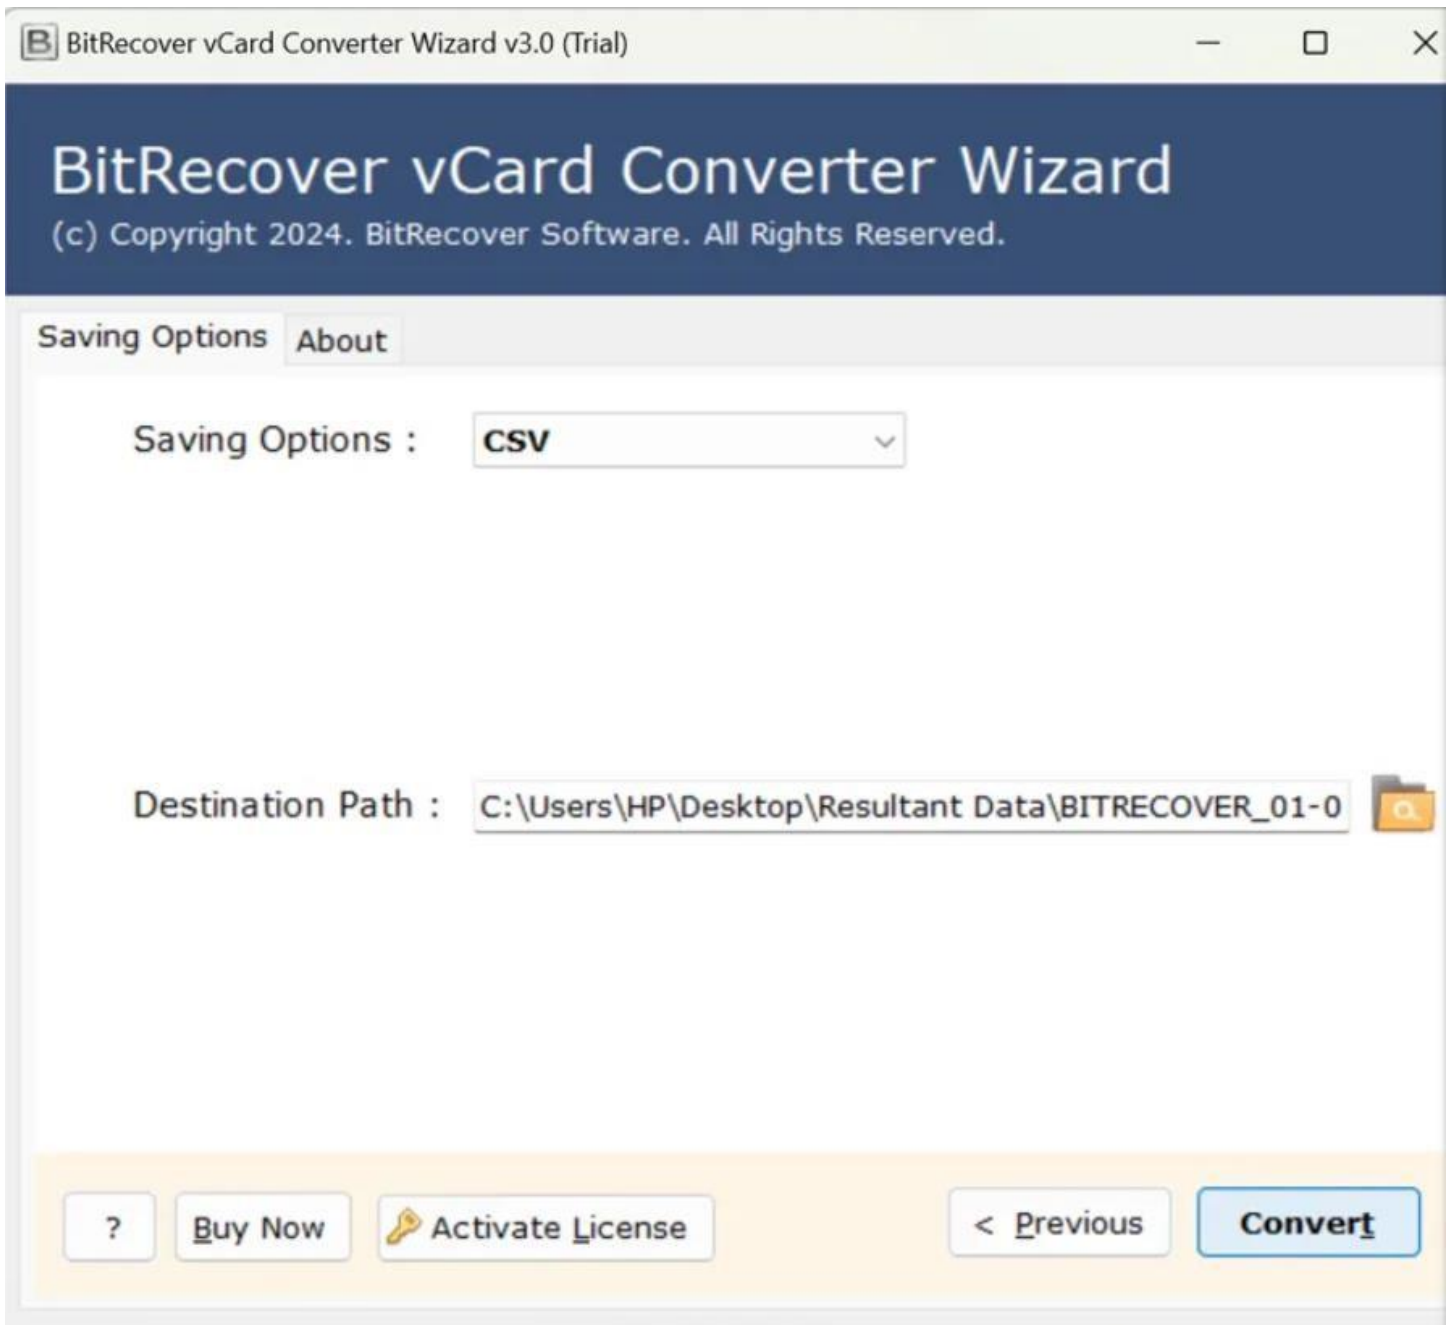 BitRecover vCard Converter Wizard v3.0 (Trial)
BitRecover vCard Converter Wizard
(c) Copyright 2024. BitRecover Software. All Rights Reserved.
Saving Options About
Saving Options : CSV
Destination Path : C:\Users\HP\Desktop\Resultant Data\BITRECOVER_01-0
? Buy Now Activate License < Previous Convert